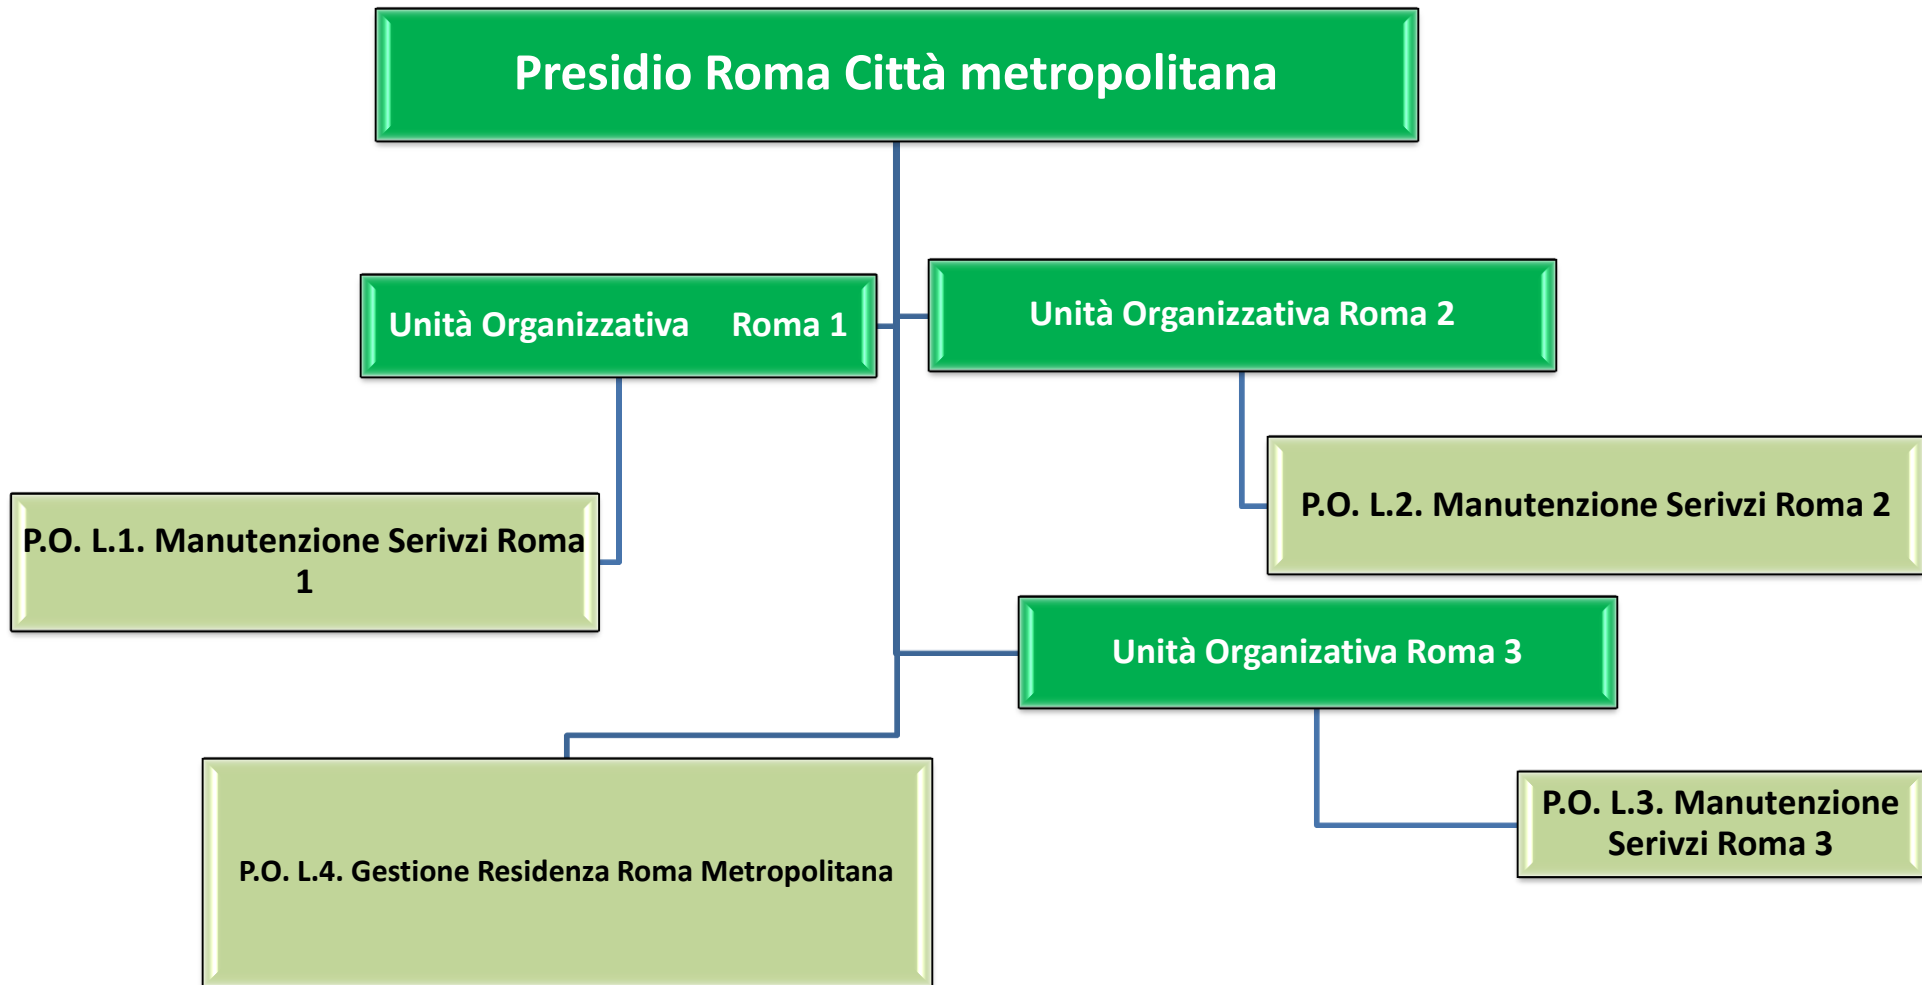 Presidio Roma Città metropolitana
Unità Organizzativa Roma 1
Unità Organizzativa Roma 2
P.O. L.1. Manutenzione Serivzi Roma
1
P.O. L.2. Manutenzione Serivzi Roma 2
Unità Organizativa Roma 3
P.O. L.3. Manutenzione
Serivzi Roma 3
P.O. L.4. Gestione Residenza Roma Metropolitana